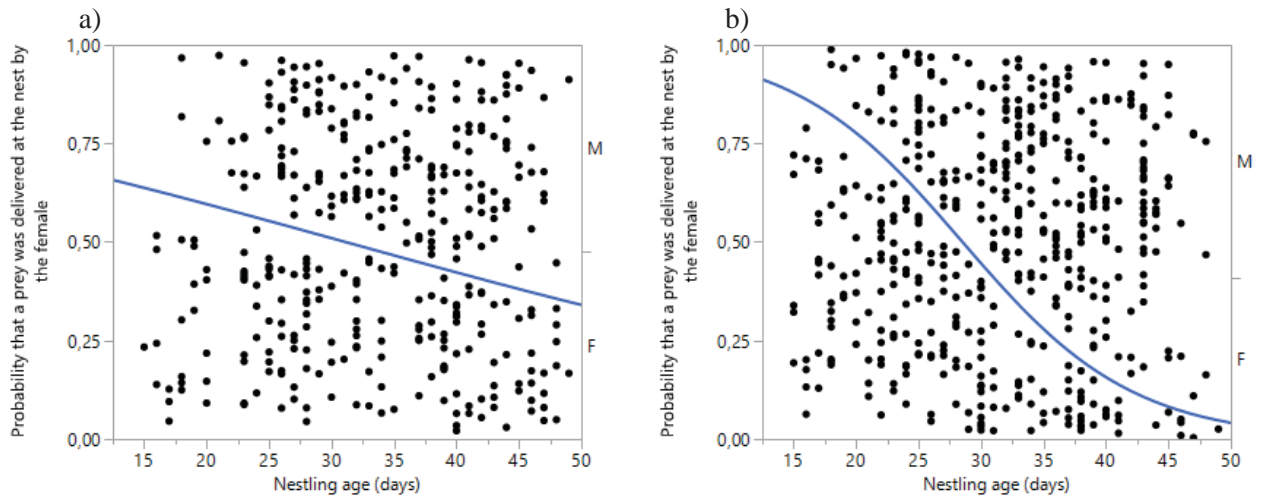 a)
Probability that a prey was delivered at the nest by
the female
1,00
0,75
0,50
0,25
0,00
15 20 25 30 35 40 45 50
Nestling age (days)
M
F
b)
Probability that a prey was delivered at the nest by
the female
1,00
0,75
0,50
0,25
0,00
15 20 25 30 35 40 45 50
Nestling age (days)
M
F